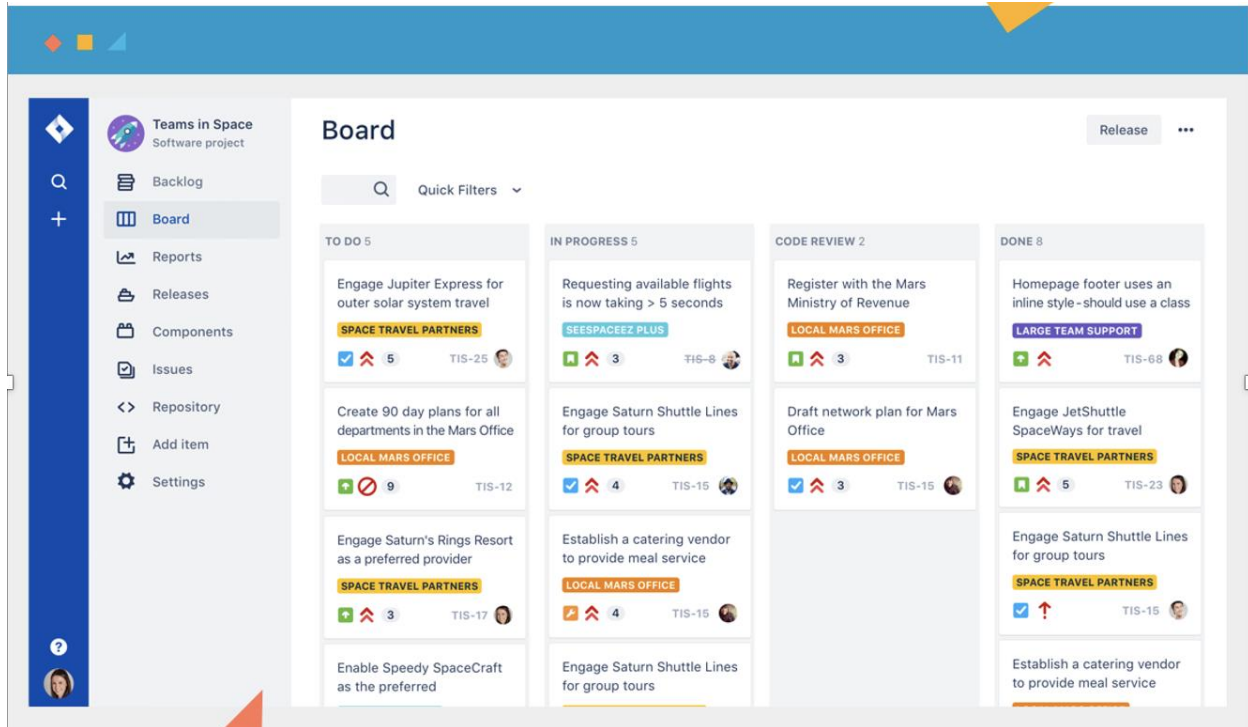 Teams in Space
Software project
Backlog
Board
Reports
Releases
Components
Issues
Repository
Add item
Settings
?
Board
Release
Quick Filters
TO DO 5
Engage Jupiter Express for
outer solar system travel
SPACE TRAVEL PARTNERS
5 TIS-25
Create 90 day plans for all
departments in the Mars Office
LOCAL MARS OFFICE
9 TIS-12
Engage Saturn's Rings Resort
as a preferred provider
SPACE TRAVEL PARTNERS
3 TIS-17
Enable Speedy SpaceCraft
as the preferred
IN PROGRESS 5
Requesting available flights
is now taking > 5 seconds
SEESPACEEZ PLUS
3 TIS-8
Engage Saturn Shuttle Lines
for group tours
SPACE TRAVEL PARTNERS
4 TIS-15
Establish a catering vendor
to provide meal service
LOCAL MARS OFFICE
4 TIS-15
Engage Saturn Shuttle Lines
for group tours
CODE REVIEW 2
Register with the Mars
Ministry of Revenue
LOCAL MARS OFFICE
3 TIS-11
Draft network plan for Mars
Office
LOCAL MARS OFFICE
3 TIS-15
DONE 8
Homepage footer uses an
inline style-should use a class
LARGE TEAM SUPPORT
TIS-68
Engage JetShuttle
SpaceWays for travel
SPACE TRAVEL PARTNERS
5 TIS-23
Engage Saturn Shuttle Lines
for group tours
SPACE TRAVEL PARTNERS
TIS-15
Establish a catering vendor
to provide meal service